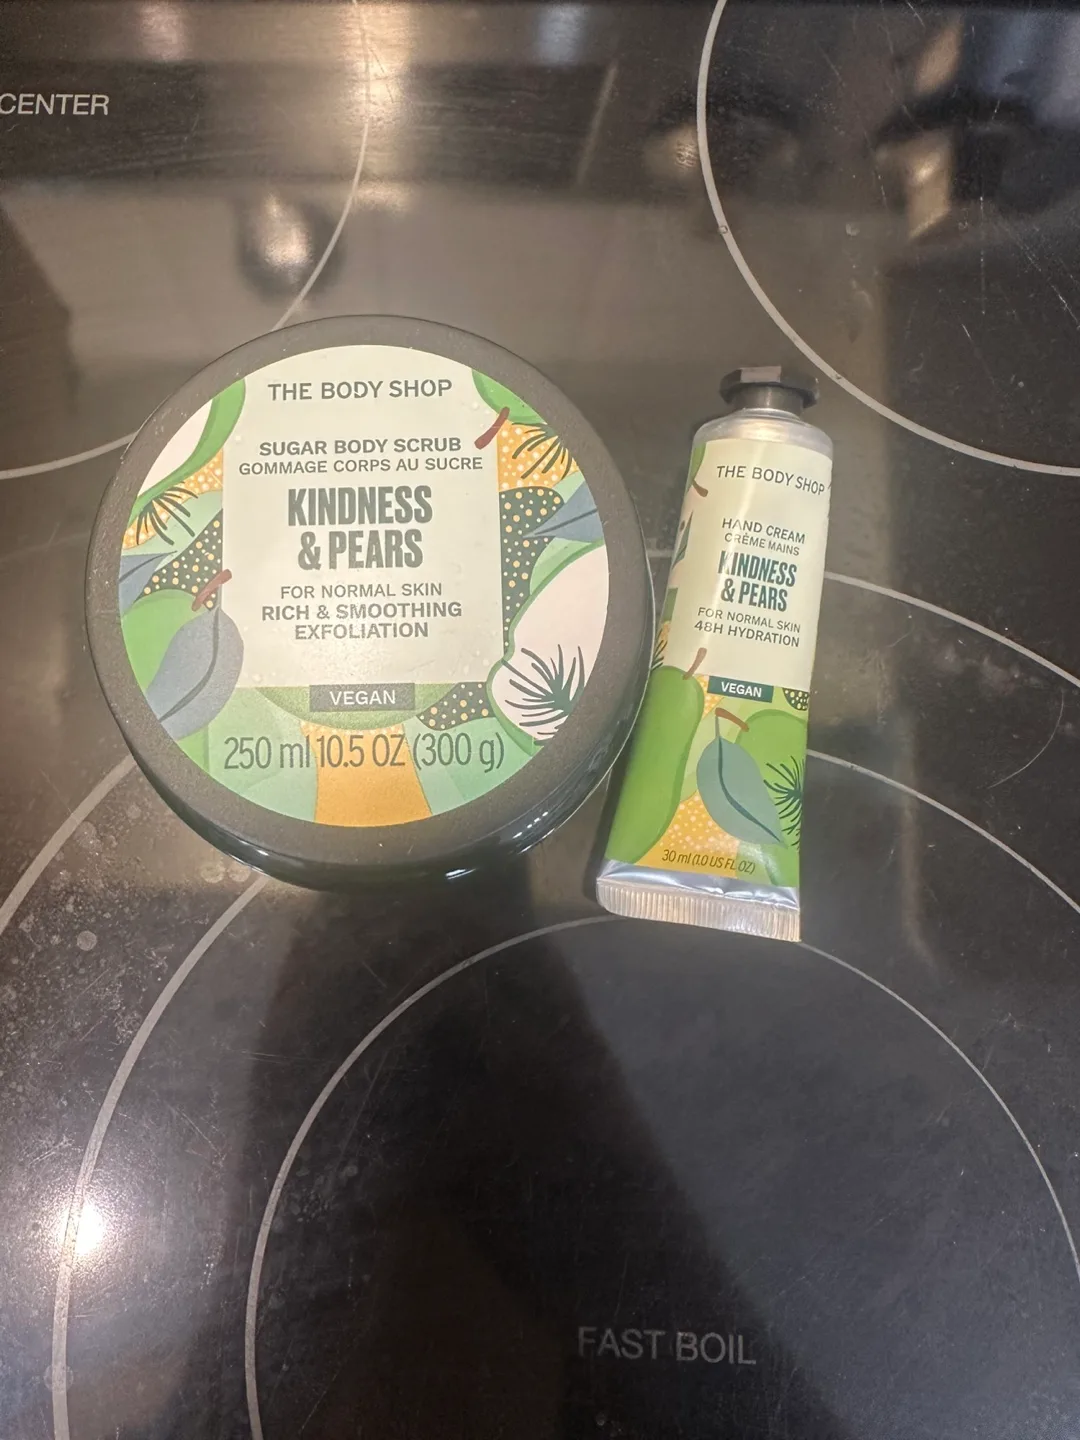 CENTER
THE BODY SHOP
SUGAR BODY SCRUB
GOMMAGE CORPS AU SUCRE
KINDNESS
& PEARS
FOR NORMAL SKIN
RICH & SMOOTHING
EXFOLIATION
VEGAN
250 ml 10.5 OZ (300 g)
THE BODY SHOP
HAND CREAM
CRÈME MAINS
KINDNESS
& PEARS
FOR NORMAL SKIN
48H HYDRATION
VEGAN
30 ml (1.0 US FL.OZ)
FAST BOIL